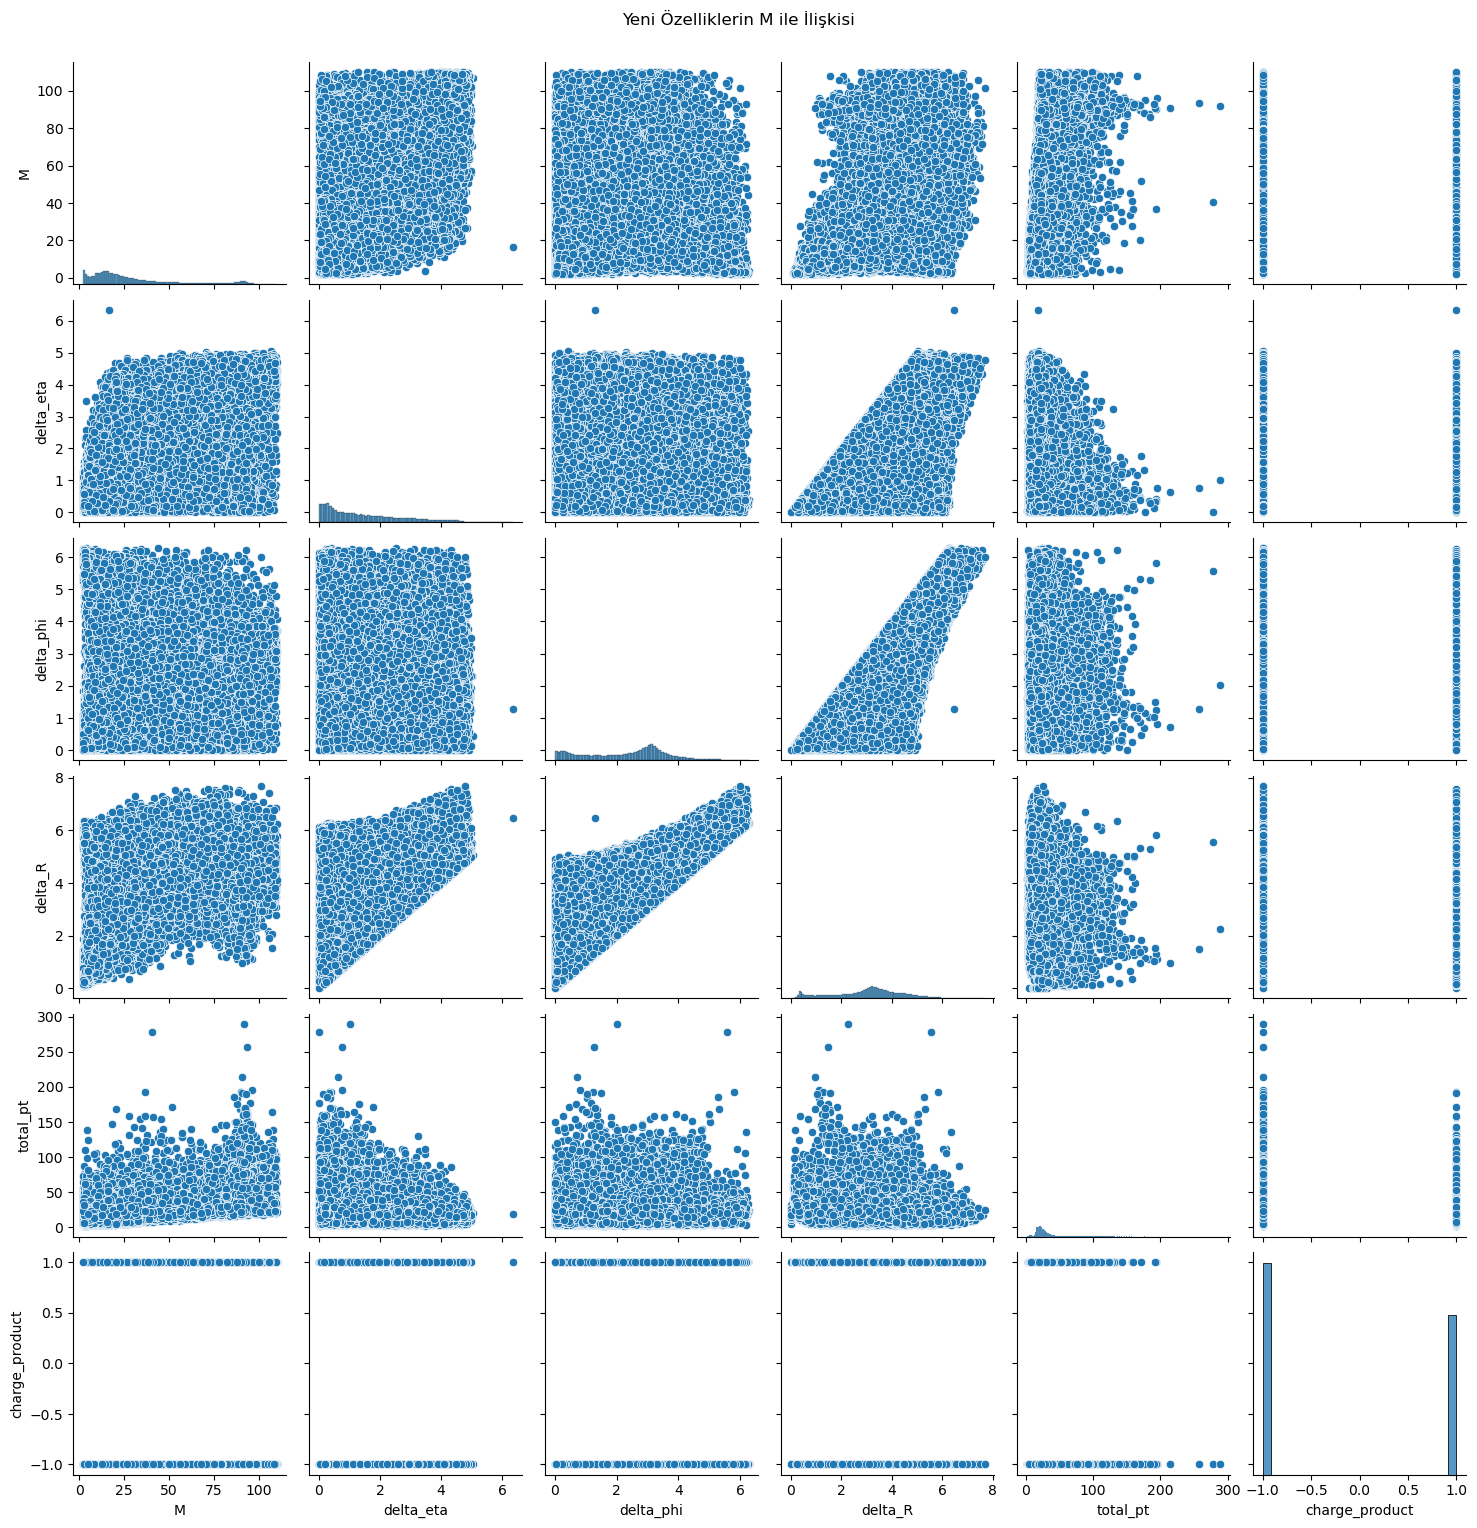 Yeni Özelliklerin M ile İlişkisi
100
80
60
40
20
0
M
6
5
4
3
2
1
0
delta_eta
6
5
4
3
2
1
0
delta_phi
8
6
4
2
0
delta_R
300
250
200
150
100
50
0
total_pt
1.0
0.5
0.0
−0.5
−1.0
charge_product
0 25 50 75 100
0 2 4 6
0 2 4 6
0 2 4 6 8
0 100 200 300
−1.0 −0.5 0.0 0.5 1.0
M
delta_eta
delta_phi
delta_R
total_pt
charge_product